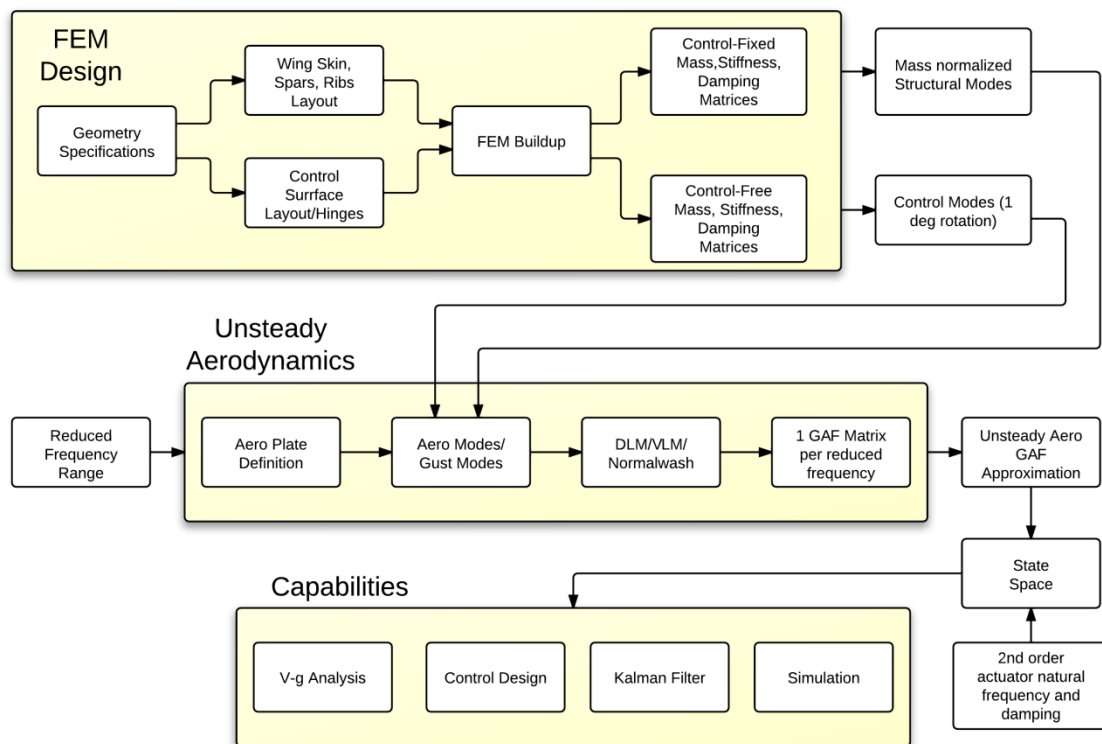 FEM
Design
Geometry
Specifications
Wing Skin,
Spars, Ribs
Layout
Control
Surrface
Layout/Hinges
FEM Buildup
Control-Fixed
Mass,Stiffness,
Damping
Matrices
Control-Free
Mass, Stiffness,
Damping
Matrices
Mass normalized
Structural Modes
Control Modes (1
deg rotation)
Unsteady
Aerodynamics
Reduced
Frequency
Range
Aero Plate
Definition
Aero Modes/
Gust Modes
DLM/VLM/
Normalwash
1 GAF Matrix
per reduced
frequency
Unsteady Aero
GAF
Approximation
State
Space
2nd order
actuator natural
frequency and
damping
Capabilities
V-g Analysis
Control Design
Kalman Filter
Simulation